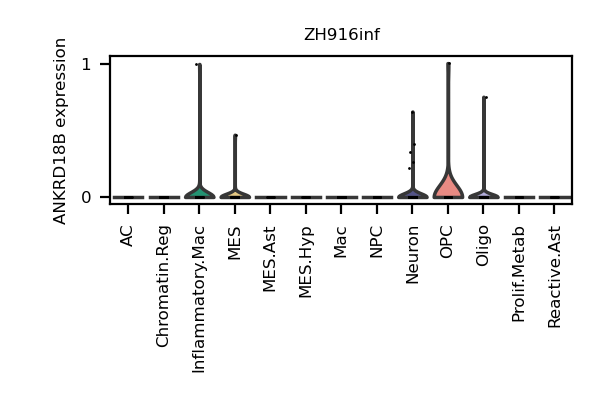 ZH916inf
ANKRD18B expression
1
0
AC
Chromatin.Reg
Inflammatory.Mac
MES
MES.Ast
MES.Hyp
Mac
NPC
Neuron
OPC
Oligo
Prolif.Metab
Reactive.Ast